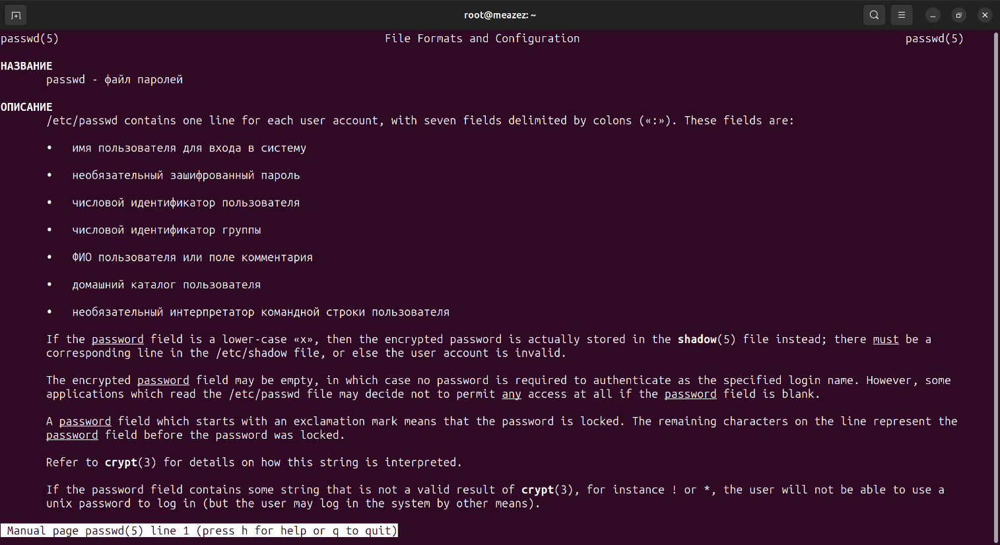 root@meazez: ~
passwd(5) File Formats and Configuration passwd(5)
НАЗВАНИЕ
passwd - файл паролей
ОПИСАНИЕ
/etc/passwd contains one line for each user account, with seven fields delimited by colons («:»). These fields are:
• имя пользователя для входа в систему
• необязательный зашифрованный пароль
• числовой идентификатор пользователя
• числовой идентификатор группы
• ФИО пользователя или поле комментария
• домашний каталог пользователя
• необязательный интерпретатор командной строки пользователя
If the password field is a lower-case «x», then the encrypted password is actually stored in the shadow(5) file instead; there must be a
corresponding line in the /etc/shadow file, or else the user account is invalid.
The encrypted password field may be empty, in which case no password is required to authenticate as the specified login name. However, some
applications which read the /etc/passwd file may decide not to permit any access at all if the password field is blank.
A password field which starts with an exclamation mark means that the password is locked. The remaining characters on the line represent the
password field before the password was locked.
Refer to crypt(3) for details on how this string is interpreted.
If the password field contains some string that is not a valid result of crypt(3), for instance ! or *, the user will not be able to use a
unix password to log in (but the user may log in the system by other means).
Manual page passwd(5) line 1 (press h for help or q to quit)